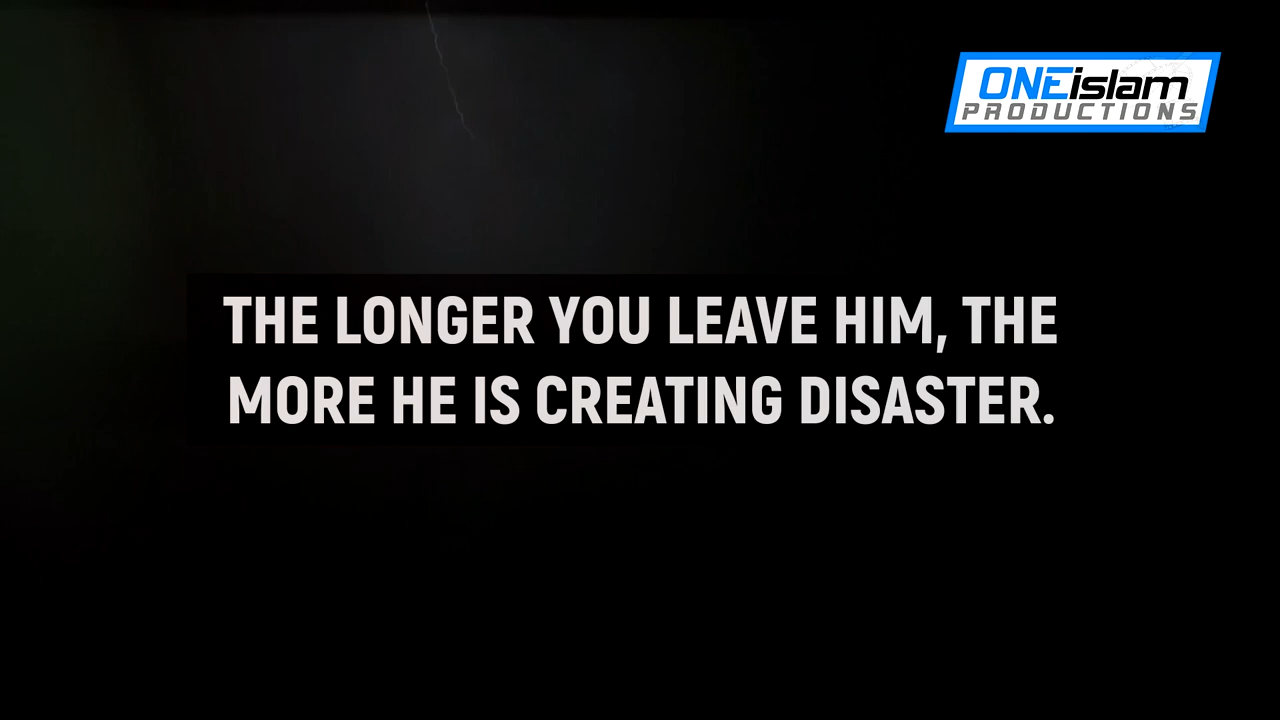 ONEislam
PRODUCTIONS
THE LONGER YOU LEAVE HIM, THE
MORE HE IS CREATING DISASTER.